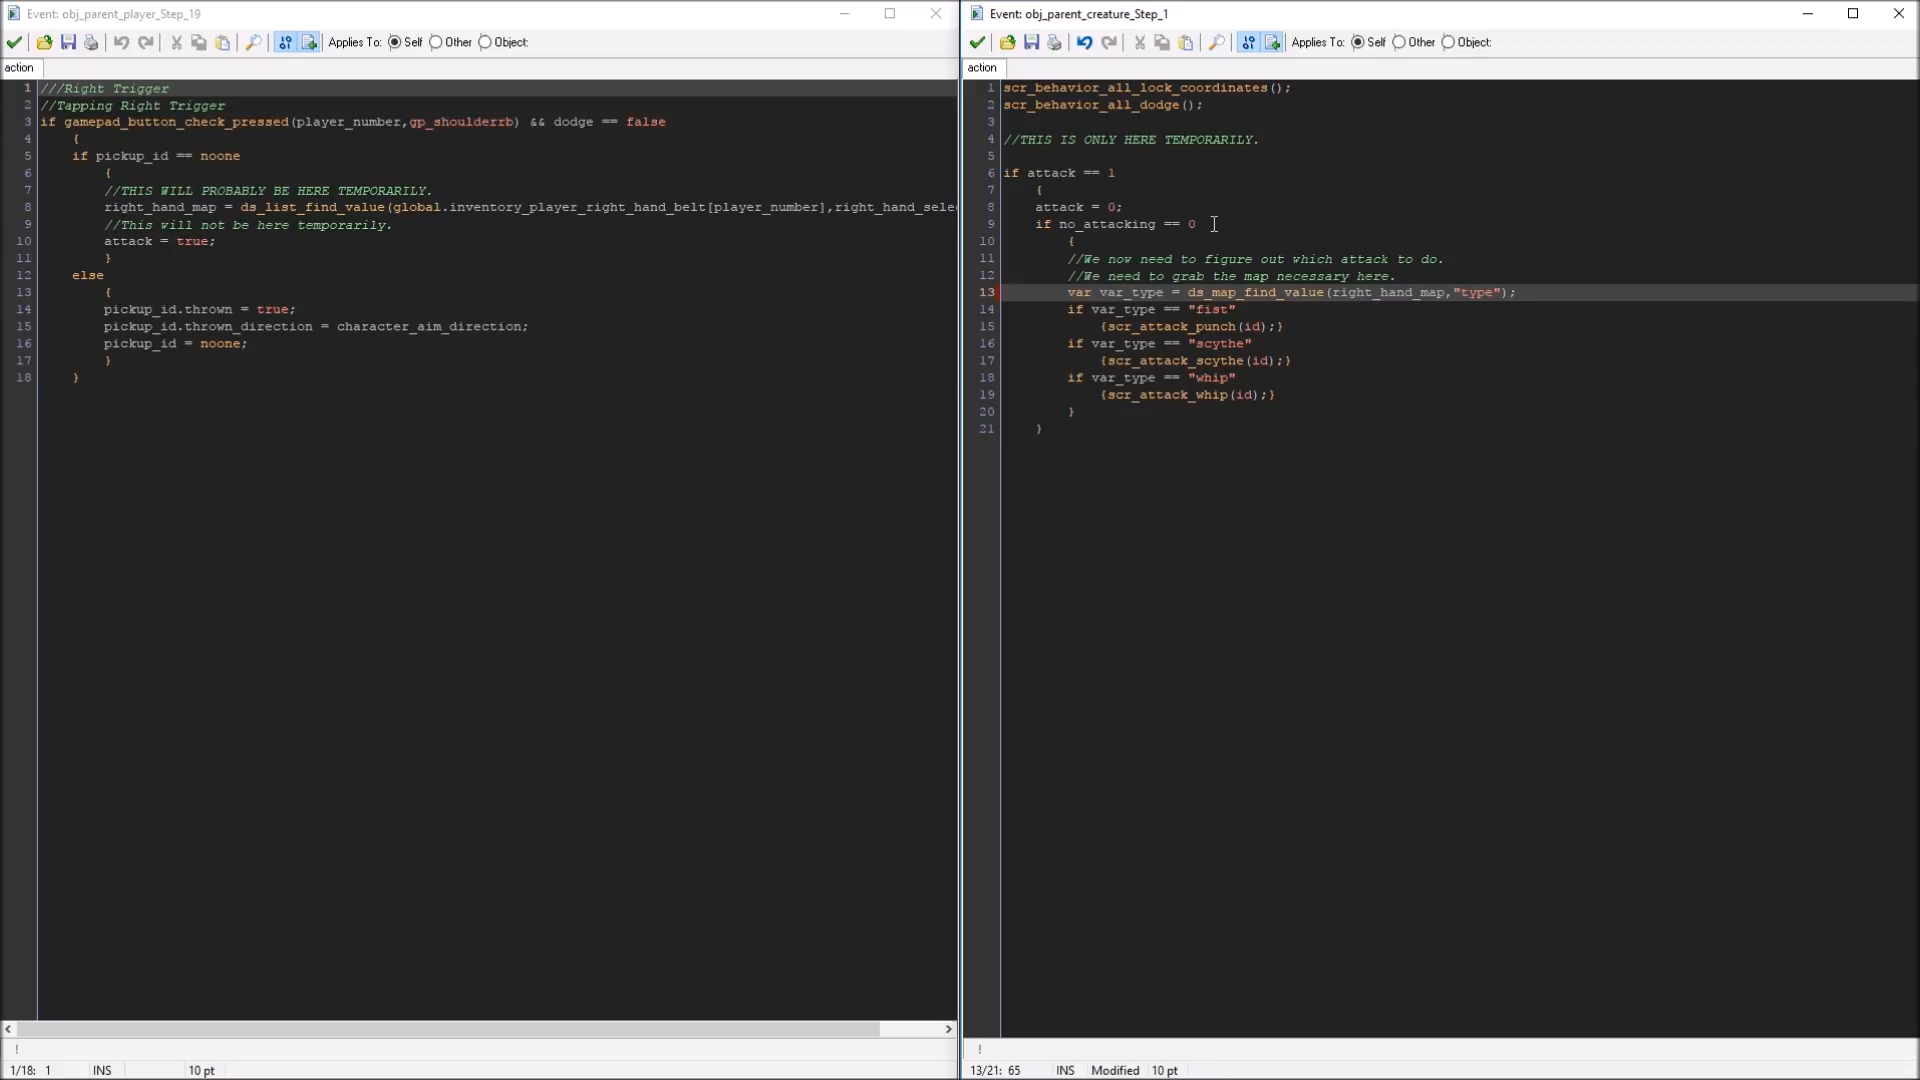 Event: obj_parent_player_Step_19
Applies To: Self Other Object:
action
1 ///Right Trigger
2 //Tapping Right Trigger
3 if gamepad_button_check_pressed(player_number,gp_shoulderrb) && dodge == false
4 {
5 if pickup_id == noone
6 {
7 //THIS WILL PROBABLY BE HERE TEMPORARILY.
8 right_hand_map = ds_list_find_value(global.inventory_player_right_hand_belt[player_number],right_hand_sele
9 //This will not be here temporarily.
10 attack = true;
11 }
12 else
13 {
14 pickup_id.thrown = true;
15 pickup_id.thrown_direction = character_aim_direction;
16 pickup_id = noone;
17 }
18 }
!
1/18: 1 INS 10 pt
Event: obj_parent_creature_Step_1
Applies To: Self Other Object:
action
1 scr_behavior_all_lock_coordinates();
2 scr_behavior_all_dodge();
3
4 //THIS IS ONLY HERE TEMPORARILY.
5
6 if attack == 1
7 {
8 attack = 0;
9 if no_attacking == 0
10 {
11 //We now need to figure out which attack to do.
12 //We need to grab the map necessary here.
13 var var_type = ds_map_find_value(right_hand_map,"type");
14 if var_type == "fist"
15 {scr_attack_punch(id);}
16 if var_type == "scythe"
17 {scr_attack_scythe(id);}
18 if var_type == "whip"
19 {scr_attack_whip(id);}
20 }
21 }
!
13/21: 65 INS Modified 10 pt